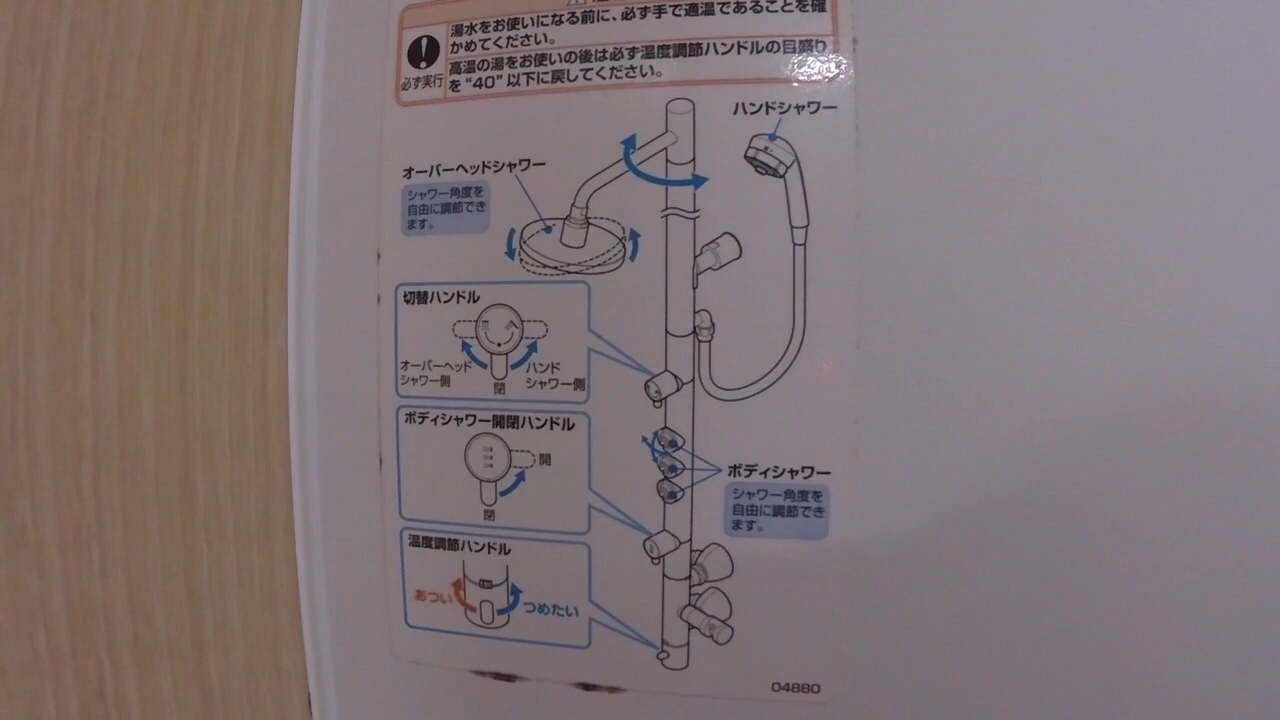 湯水をお使いになる前に、必ず手で適温であることを確
かめてください。
必ず実行
高温の湯をお使いの後は必ず温度調節ハンドルの目盛り
を“40”以下に戻してください。
ハンドシャワー
オーバーヘッドシャワー
シャワー角度を
自由に調節でき
ます。
切替ハンドル
オーバーヘッド
シャワー側
閉
ハンド
シャワー側
ボディシャワー開閉ハンドル
開
閉
ボディシャワー
シャワー角度を
自由に調節でき
ます。
温度調節ハンドル
あつい
つめたい
04880